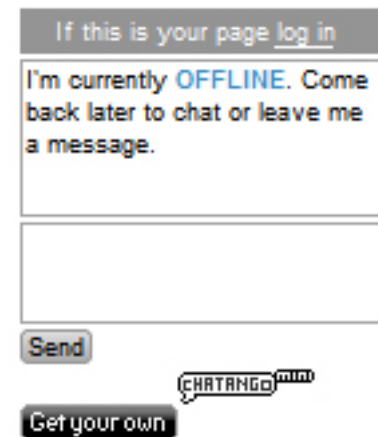 If this is your page log in
I'm currently OFFLINE. Come
back later to chat or leave me
a message.
Send
CHATANGO mini
Get your own